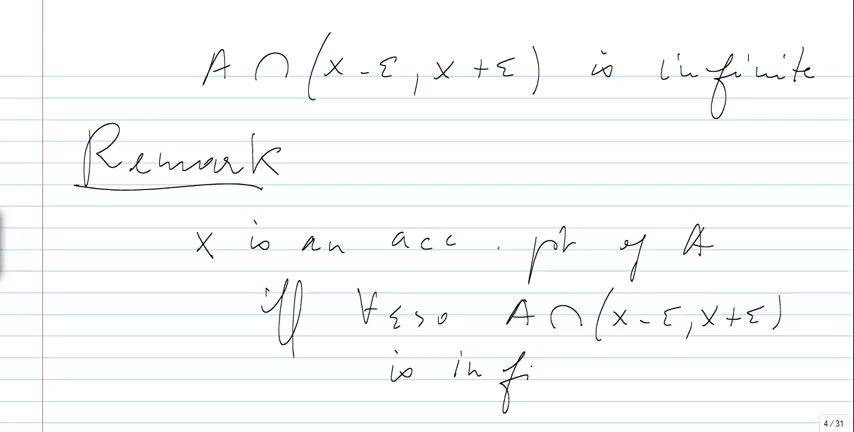 A ∩ (x - ε, x + ε) is infinite
Remark
x is an acc. pt of A
iff ∀ ε>0 A ∩ (x - ε, x + ε)
is infi
4 / 31